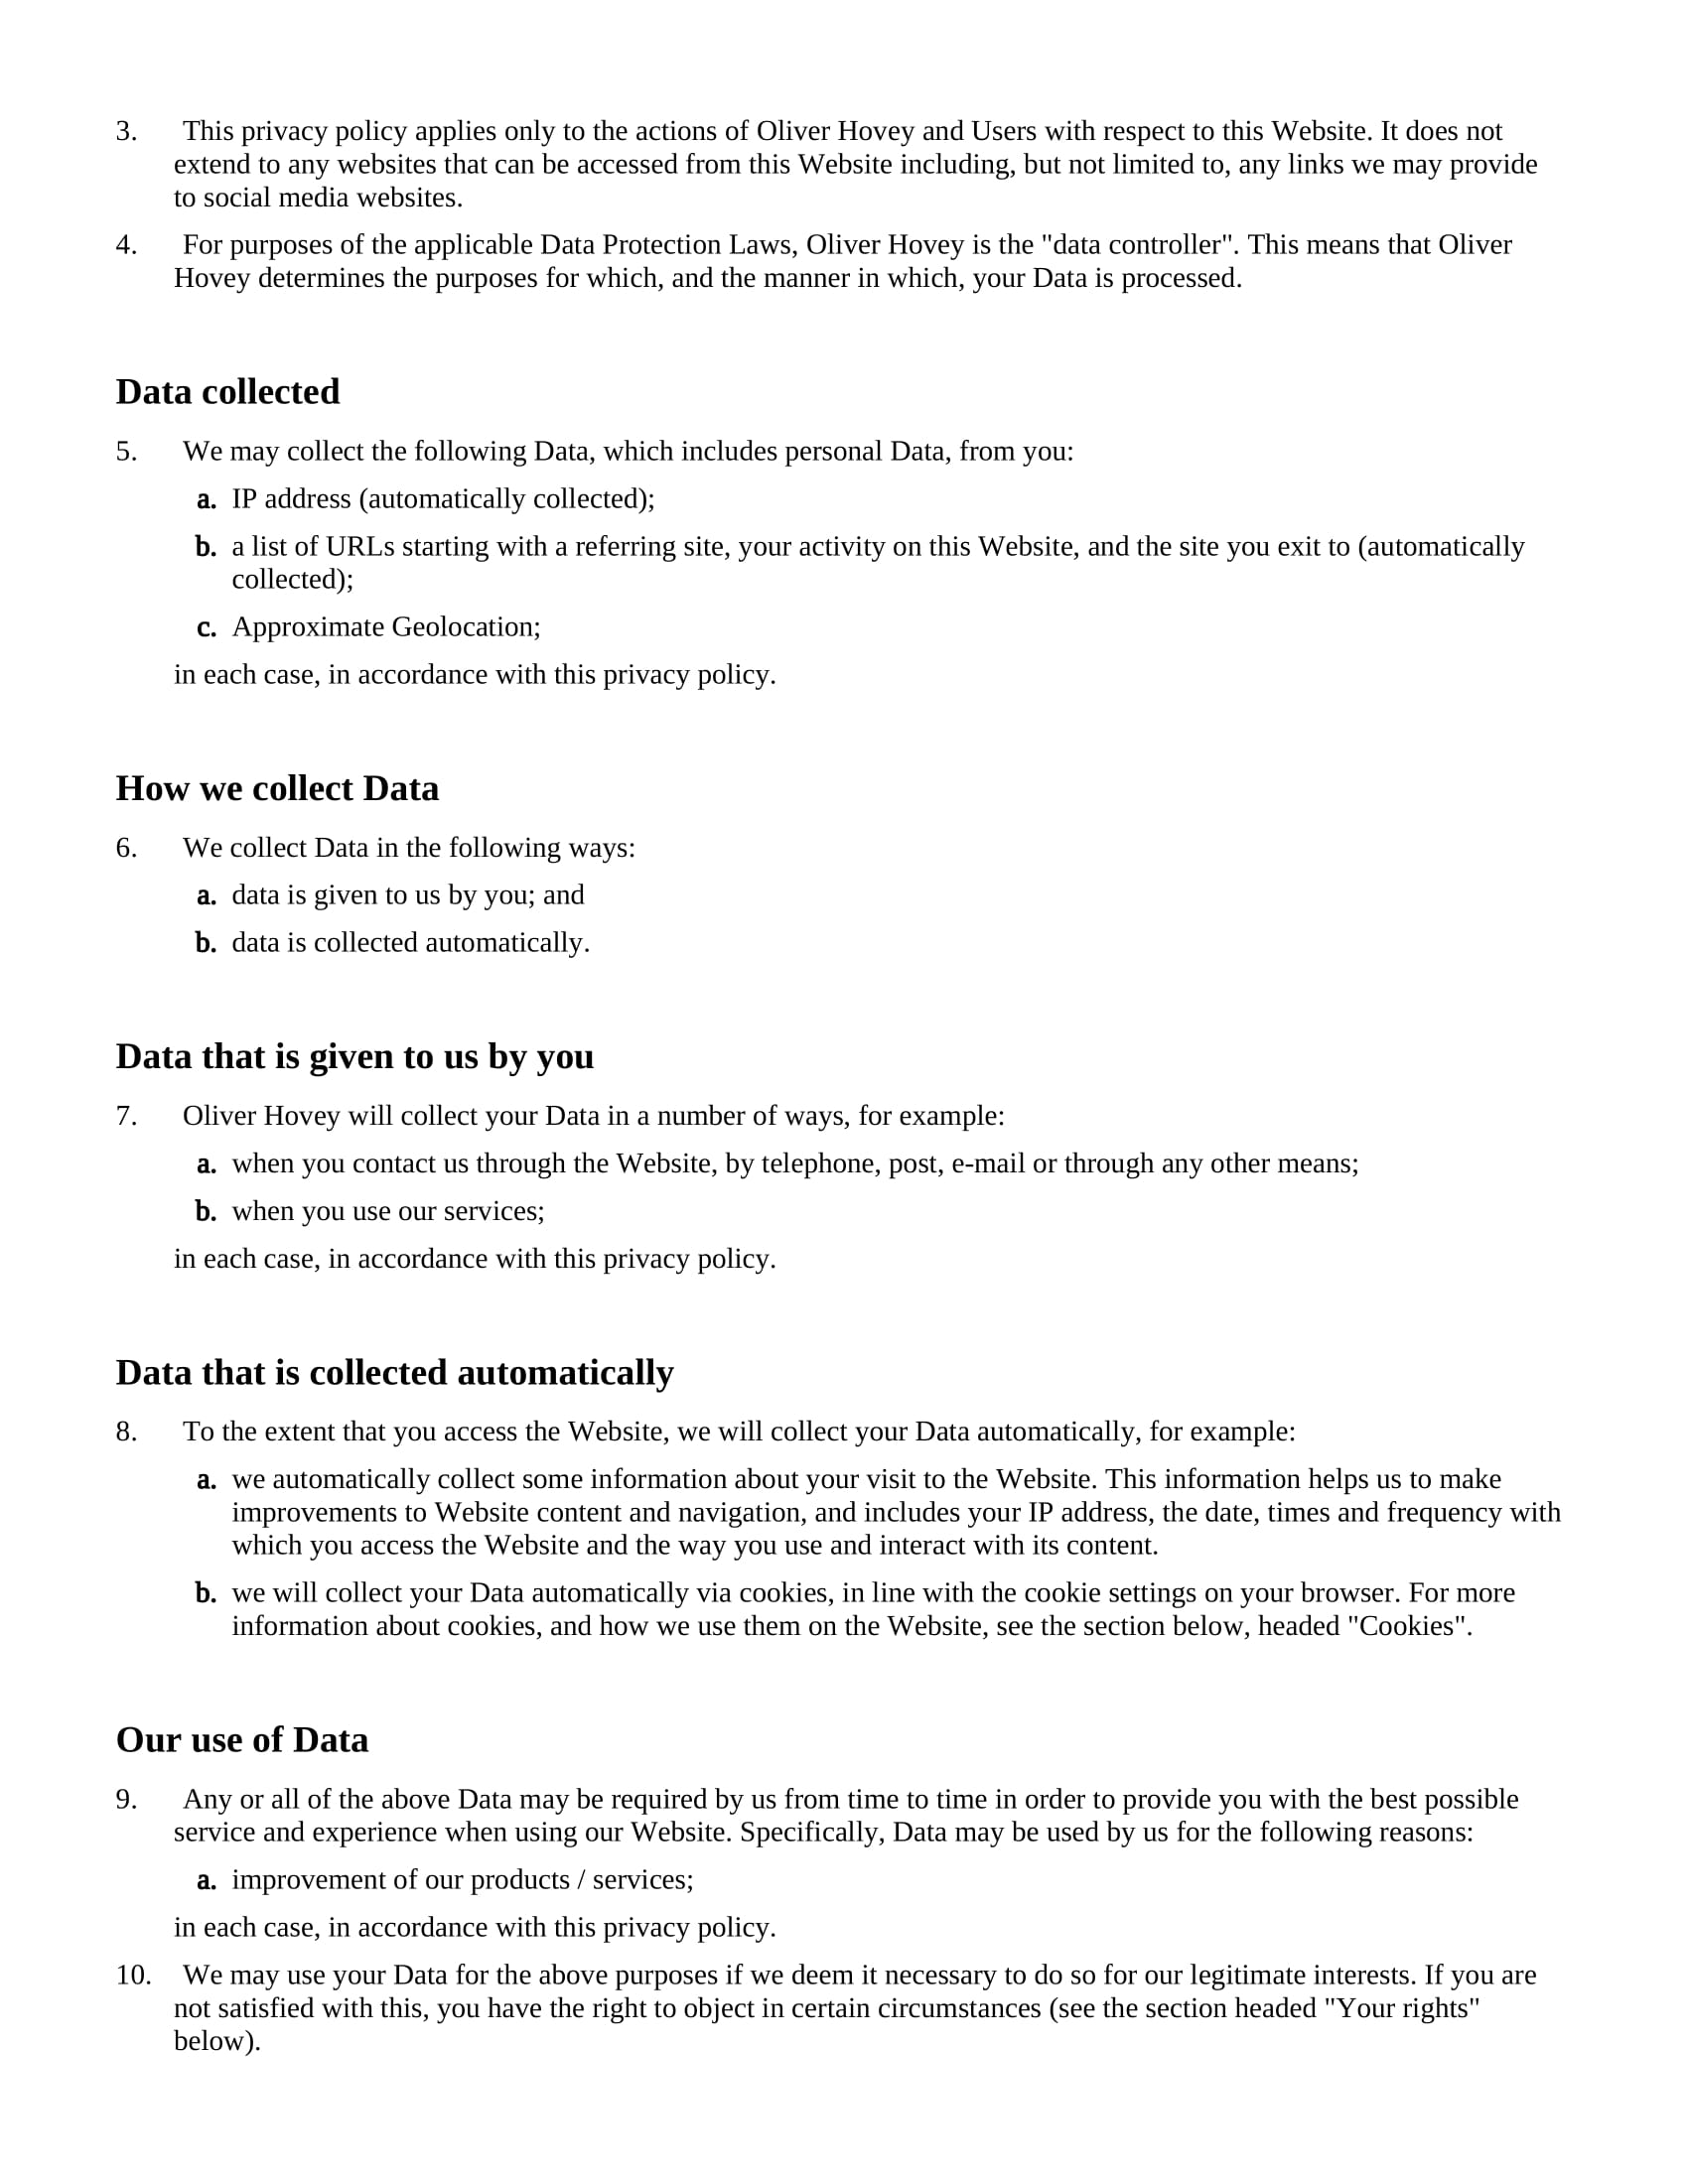 3. This privacy policy applies only to the actions of Oliver Hovey and Users with respect to this Website. It does not
extend to any websites that can be accessed from this Website including, but not limited to, any links we may provide
to social media websites.
4. For purposes of the applicable Data Protection Laws, Oliver Hovey is the "data controller". This means that Oliver
Hovey determines the purposes for which, and the manner in which, your Data is processed.
Data collected
5. We may collect the following Data, which includes personal Data, from you:
a. IP address (automatically collected);
b. a list of URLs starting with a referring site, your activity on this Website, and the site you exit to (automatically
collected);
c. Approximate Geolocation;
in each case, in accordance with this privacy policy.
How we collect Data
6. We collect Data in the following ways:
a. data is given to us by you; and
b. data is collected automatically.
Data that is given to us by you
7. Oliver Hovey will collect your Data in a number of ways, for example:
a. when you contact us through the Website, by telephone, post, e-mail or through any other means;
b. when you use our services;
in each case, in accordance with this privacy policy.
Data that is collected automatically
8. To the extent that you access the Website, we will collect your Data automatically, for example:
a. we automatically collect some information about your visit to the Website. This information helps us to make
improvements to Website content and navigation, and includes your IP address, the date, times and frequency with
which you access the Website and the way you use and interact with its content.
b. we will collect your Data automatically via cookies, in line with the cookie settings on your browser. For more
information about cookies, and how we use them on the Website, see the section below, headed "Cookies".
Our use of Data
9. Any or all of the above Data may be required by us from time to time in order to provide you with the best possible
service and experience when using our Website. Specifically, Data may be used by us for the following reasons:
a. improvement of our products / services;
in each case, in accordance with this privacy policy.
10. We may use your Data for the above purposes if we deem it necessary to do so for our legitimate interests. If you are
not satisfied with this, you have the right to object in certain circumstances (see the section headed "Your rights"
below).